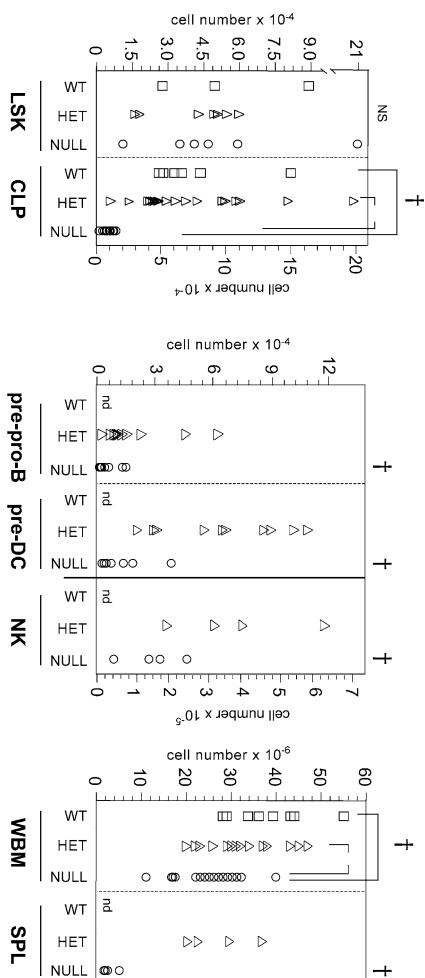 cell number x 10-4
0 1.5 3.0 4.5 6.0 7.5 9.0 21
WT
HET
NULL
LSK
NS
WT
HET
NULL
CLP
†
0 5 10 15 20
cell number x 10-4
cell number x 10-4
0 3 6 9 12
WT nd
HET
NULL
pre-pro-B
†
WT nd
HET
NULL
pre-DC
†
WT nd
HET
NULL
NK
†
0 1 2 3 4 5 6 7
cell number x 10-5
cell number x 10-6
0 10 20 30 40 50 60
WT
HET
NULL
WBM
†
WT nd
HET
NULL
SPL
†